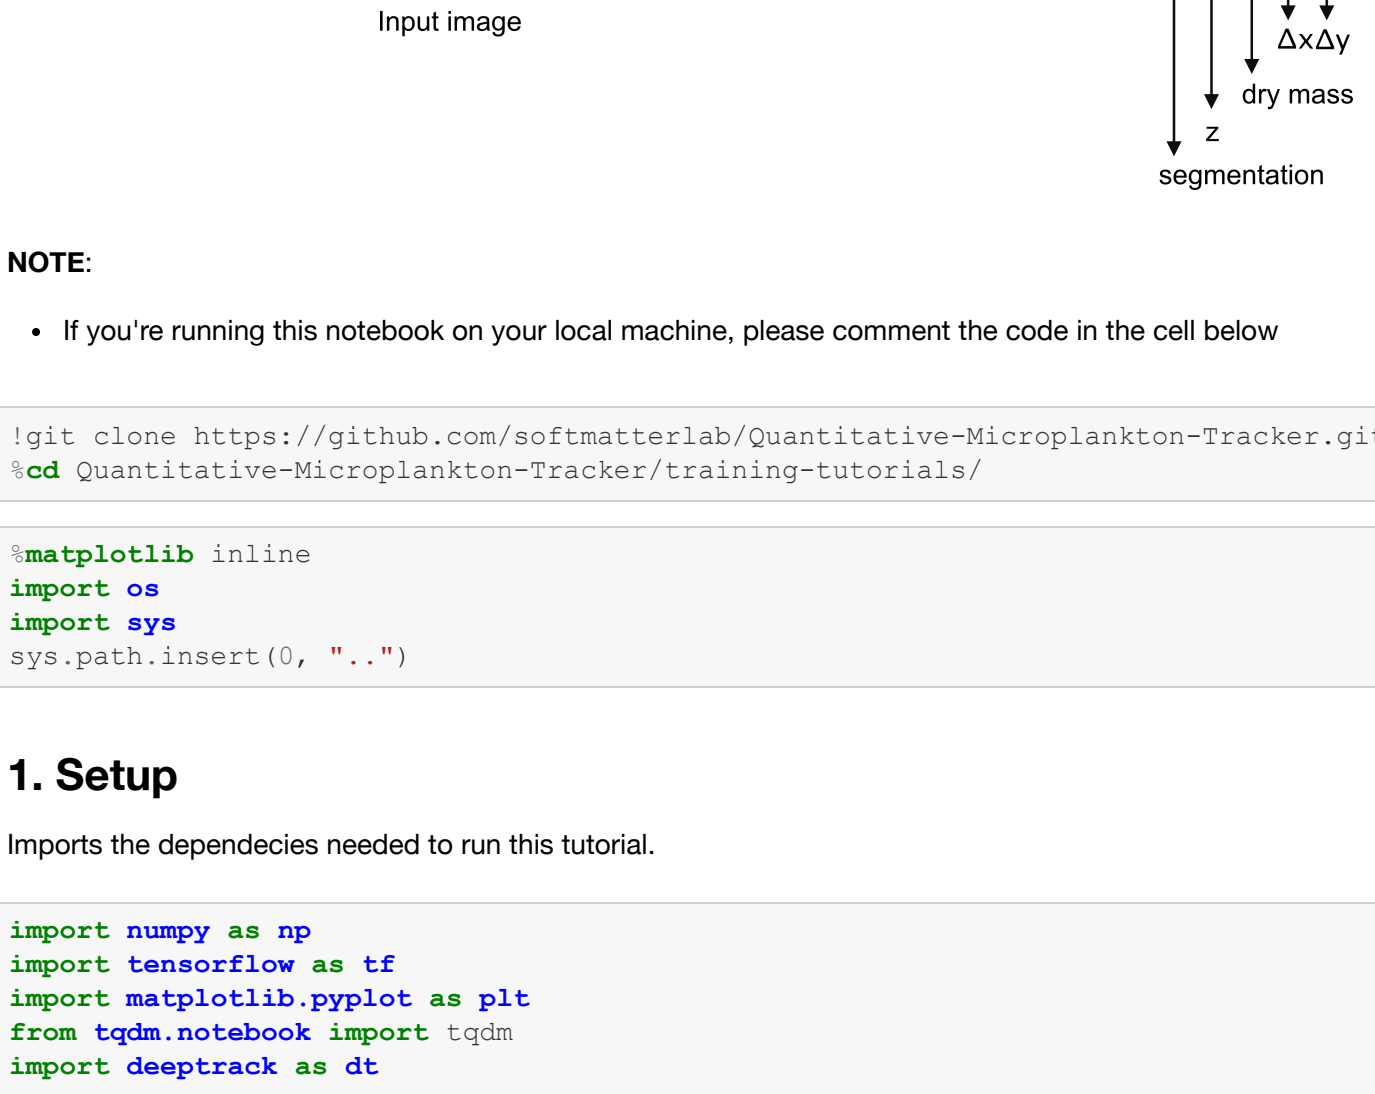 Input image
Δx Δy
dry mass
z
segmentation
NOTE:
• If you're running this notebook on your local machine, please comment the code in the cell below
!git clone https://github.com/softmatterlab/Quantitative-Microplankton-Tracker.git
%cd Quantitative-Microplankton-Tracker/training-tutorials/
%matplotlib inline
import os
import sys
sys.path.insert(0, "..")
1. Setup
Imports the dependecies needed to run this tutorial.
import numpy as np
import tensorflow as tf
import matplotlib.pyplot as plt
from tqdm.notebook import tqdm
import deeptrack as dt